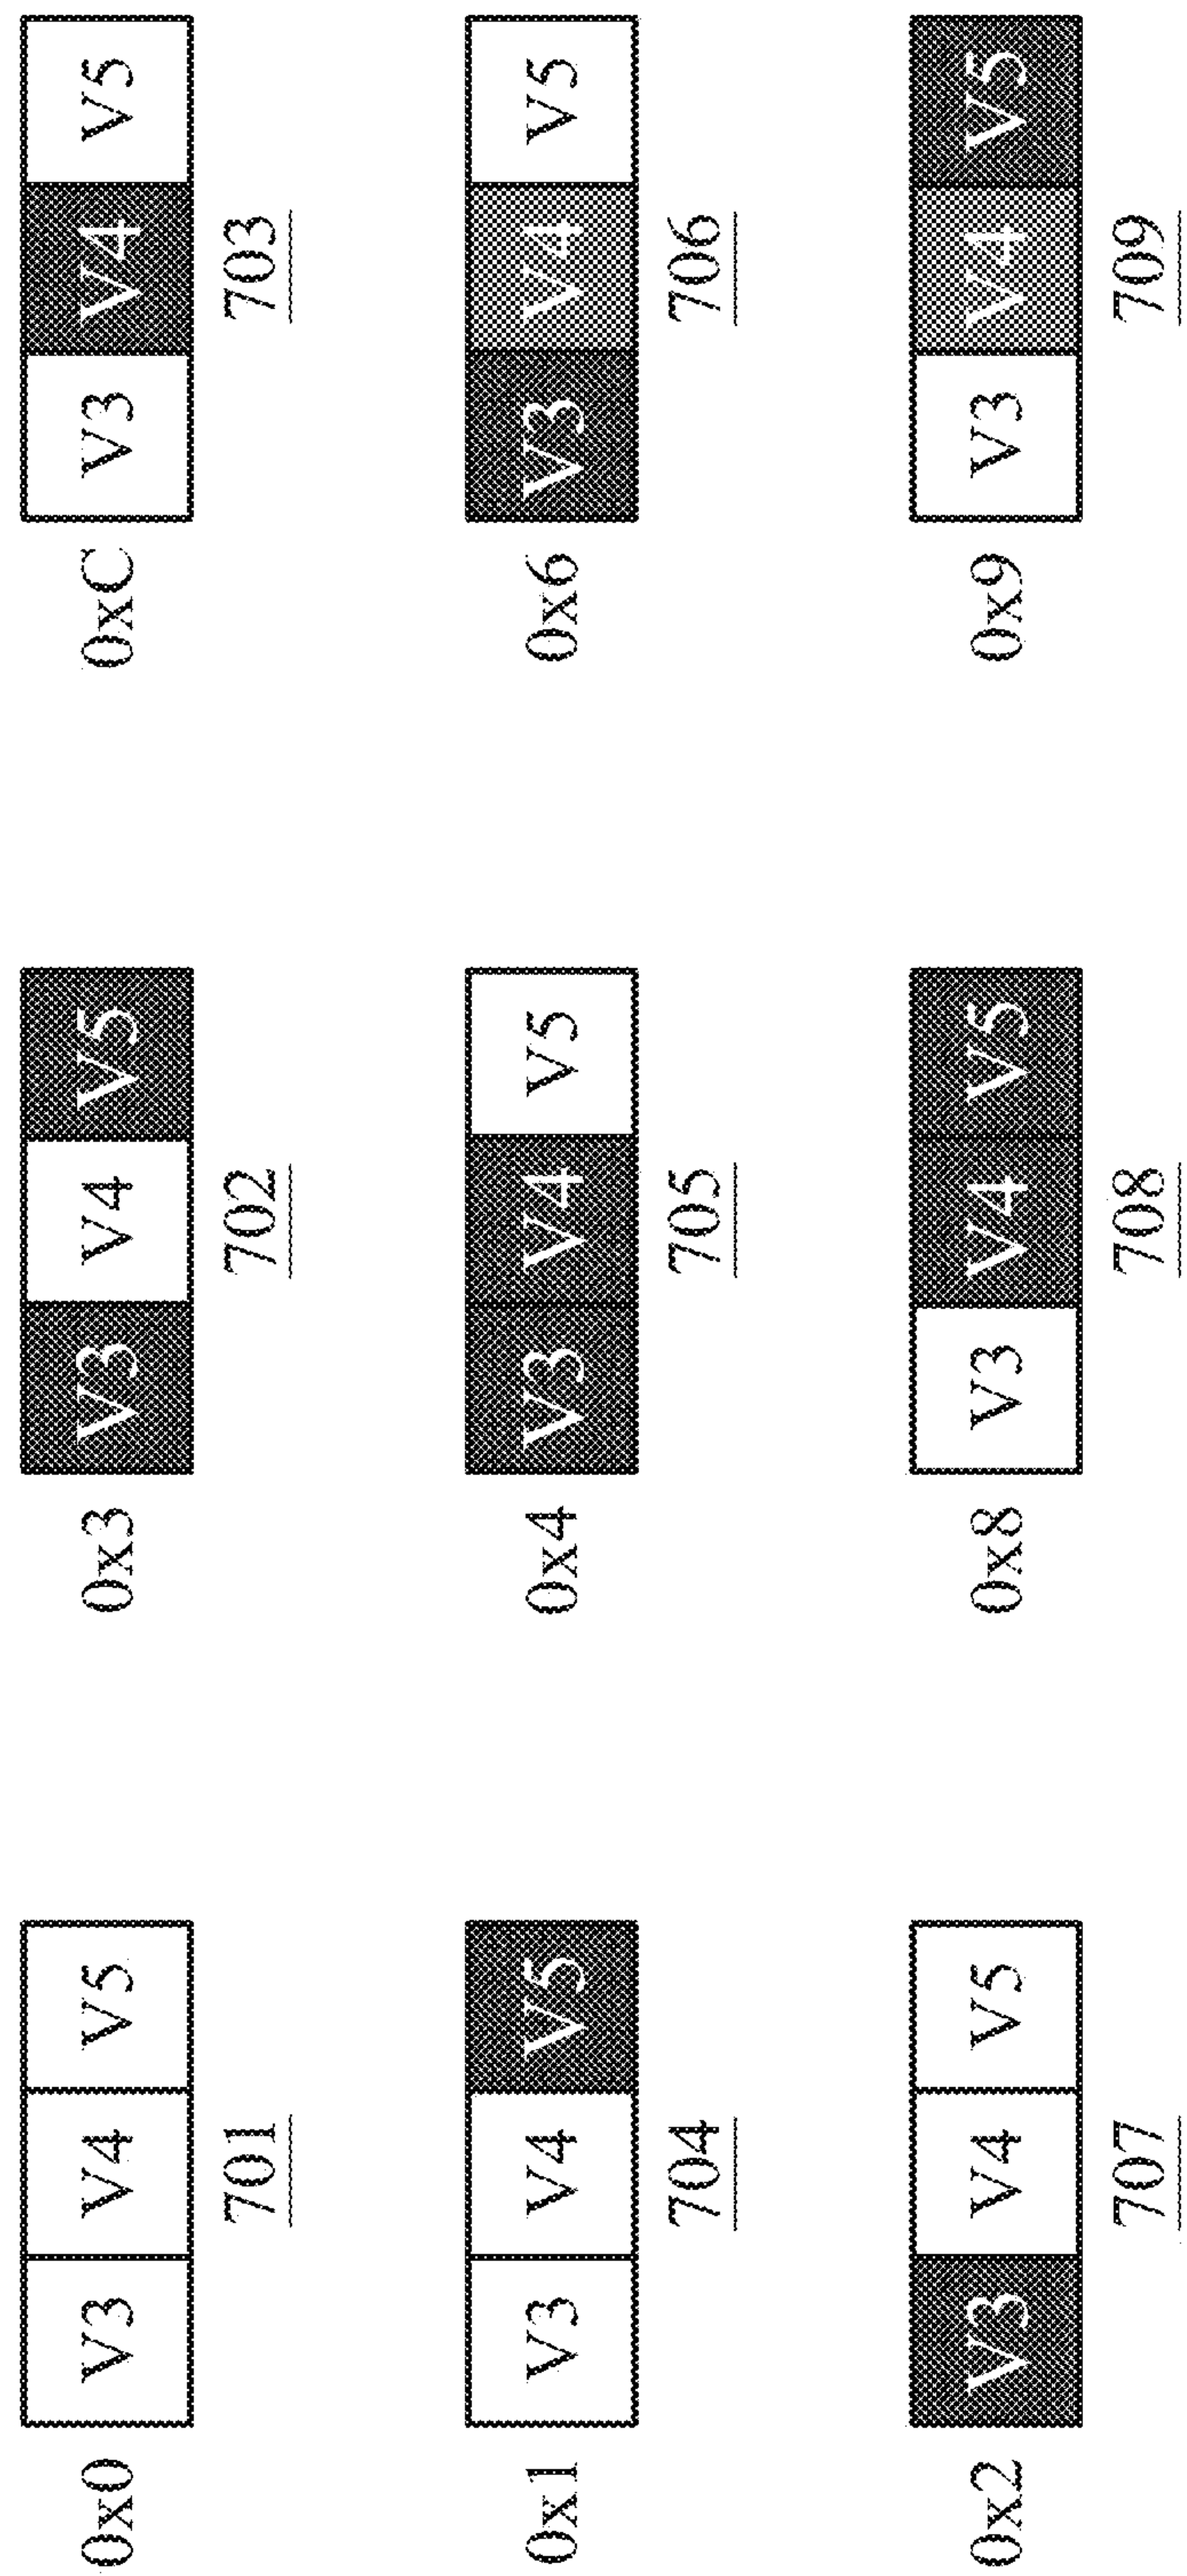 0x0 V3 V4 V5
701
0x3 V3 V4 V5
702
0xC V3 V4 V5
703
0x1 V3 V4 V5
704
0x4 V3 V4 V5
705
0x6 V3 V4 V5
706
0x2 V3 V4 V5
707
0x8 V3 V4 V5
708
0x9 V3 V4 V5
709